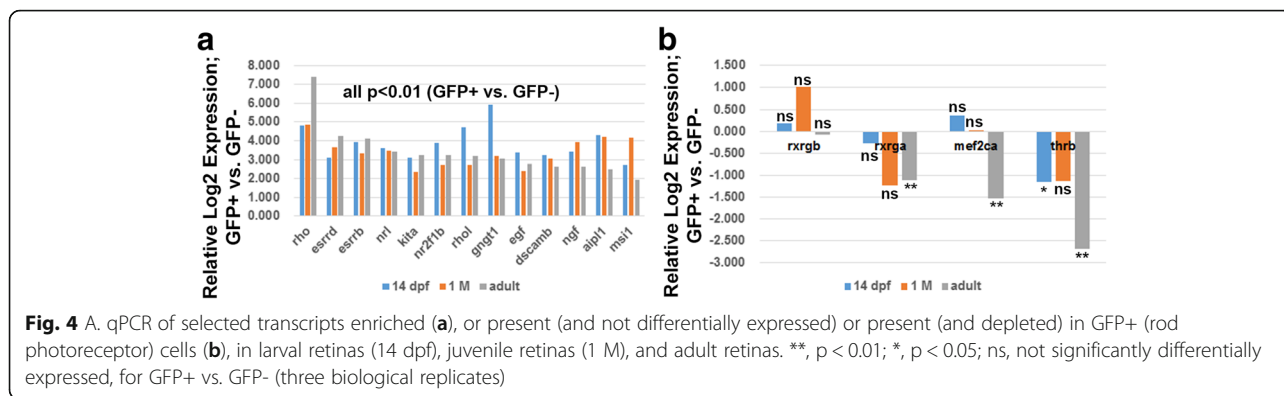 a
Relative Log2 Expression;
GFP+ vs. GFP-
8.000
7.000
6.000
5.000
4.000
3.000
2.000
1.000
0.000
all p<0.01 (GFP+ vs. GFP-)
rho
esrrd
esrrb
nrl
kita
nr2f1b
rhol
gngt1
egf
dscamb
ngf
aipl1
msi1
14 dpf 1 M adult
b
Relative Log2 Expression;
GFP+ vs. GFP-
1.500
1.000
0.500
0.000
-0.500
-1.000
-1.500
-2.000
-2.500
-3.000
ns
ns
ns
rxrgb
ns
ns
**
rxrga
ns
ns
**
mef2ca
*
ns
**
thrb
14 dpf 1 M adult
Fig. 4 A. qPCR of selected transcripts enriched (a), or present (and not differentially expressed) or present (and depleted) in GFP+ (rod
photoreceptor) cells (b), in larval retinas (14 dpf), juvenile retinas (1 M), and adult retinas. **, p < 0.01; *, p < 0.05; ns, not significantly differentially
expressed, for GFP+ vs. GFP- (three biological replicates)